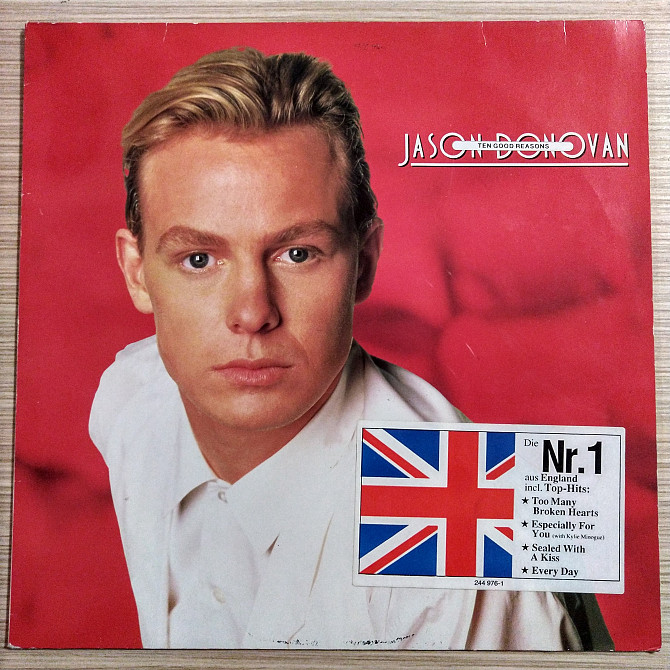 JASON DONOVAN
TEN GOOD REASONS
Die Nr.1
aus England
incl. Top-Hits:
★ Too Many
Broken Hearts
★ Especially For
You (with Kylie Minogue)
★ Sealed With
A Kiss
★ Every Day
244 976-1